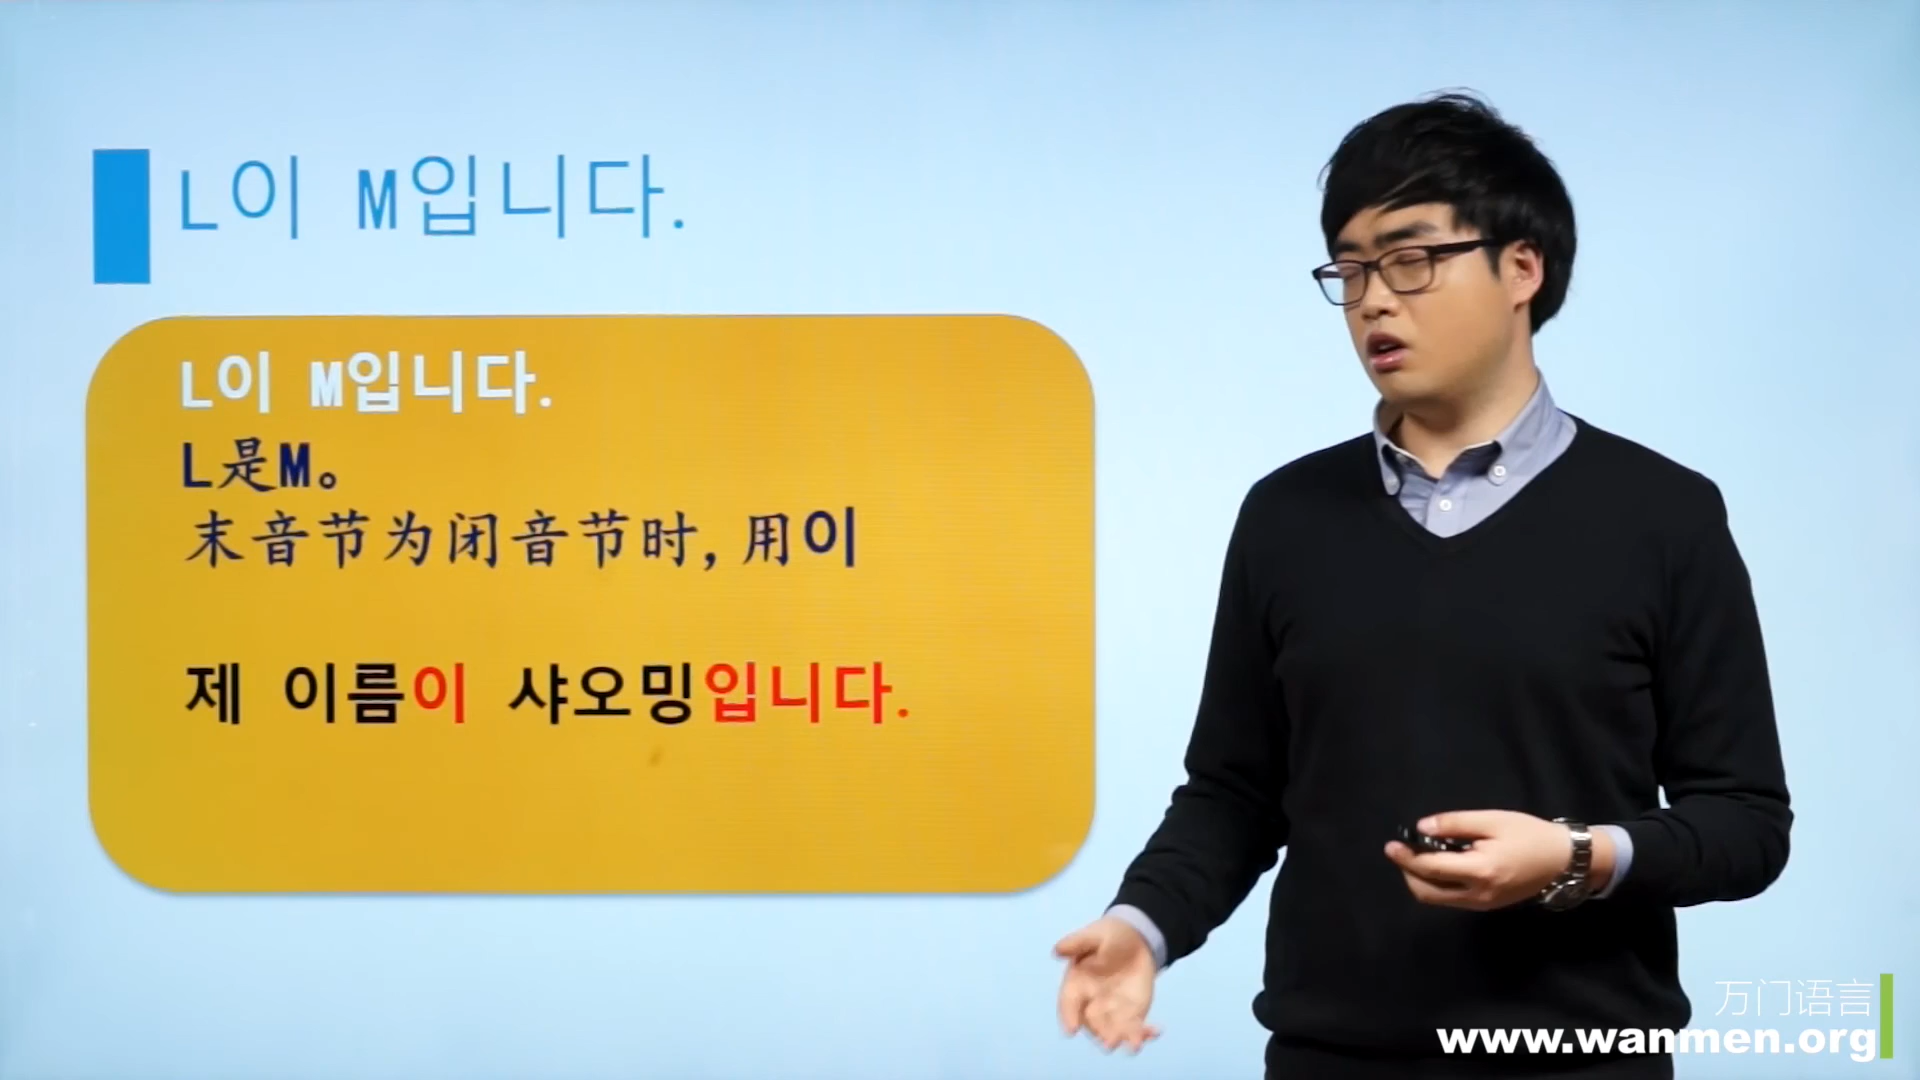 L이 M입니다.
L이 M입니다.
L是M。
末音节为闭音节时,用이
제 이름이 샤오밍입니다.
万门语言
www.wanmen.org